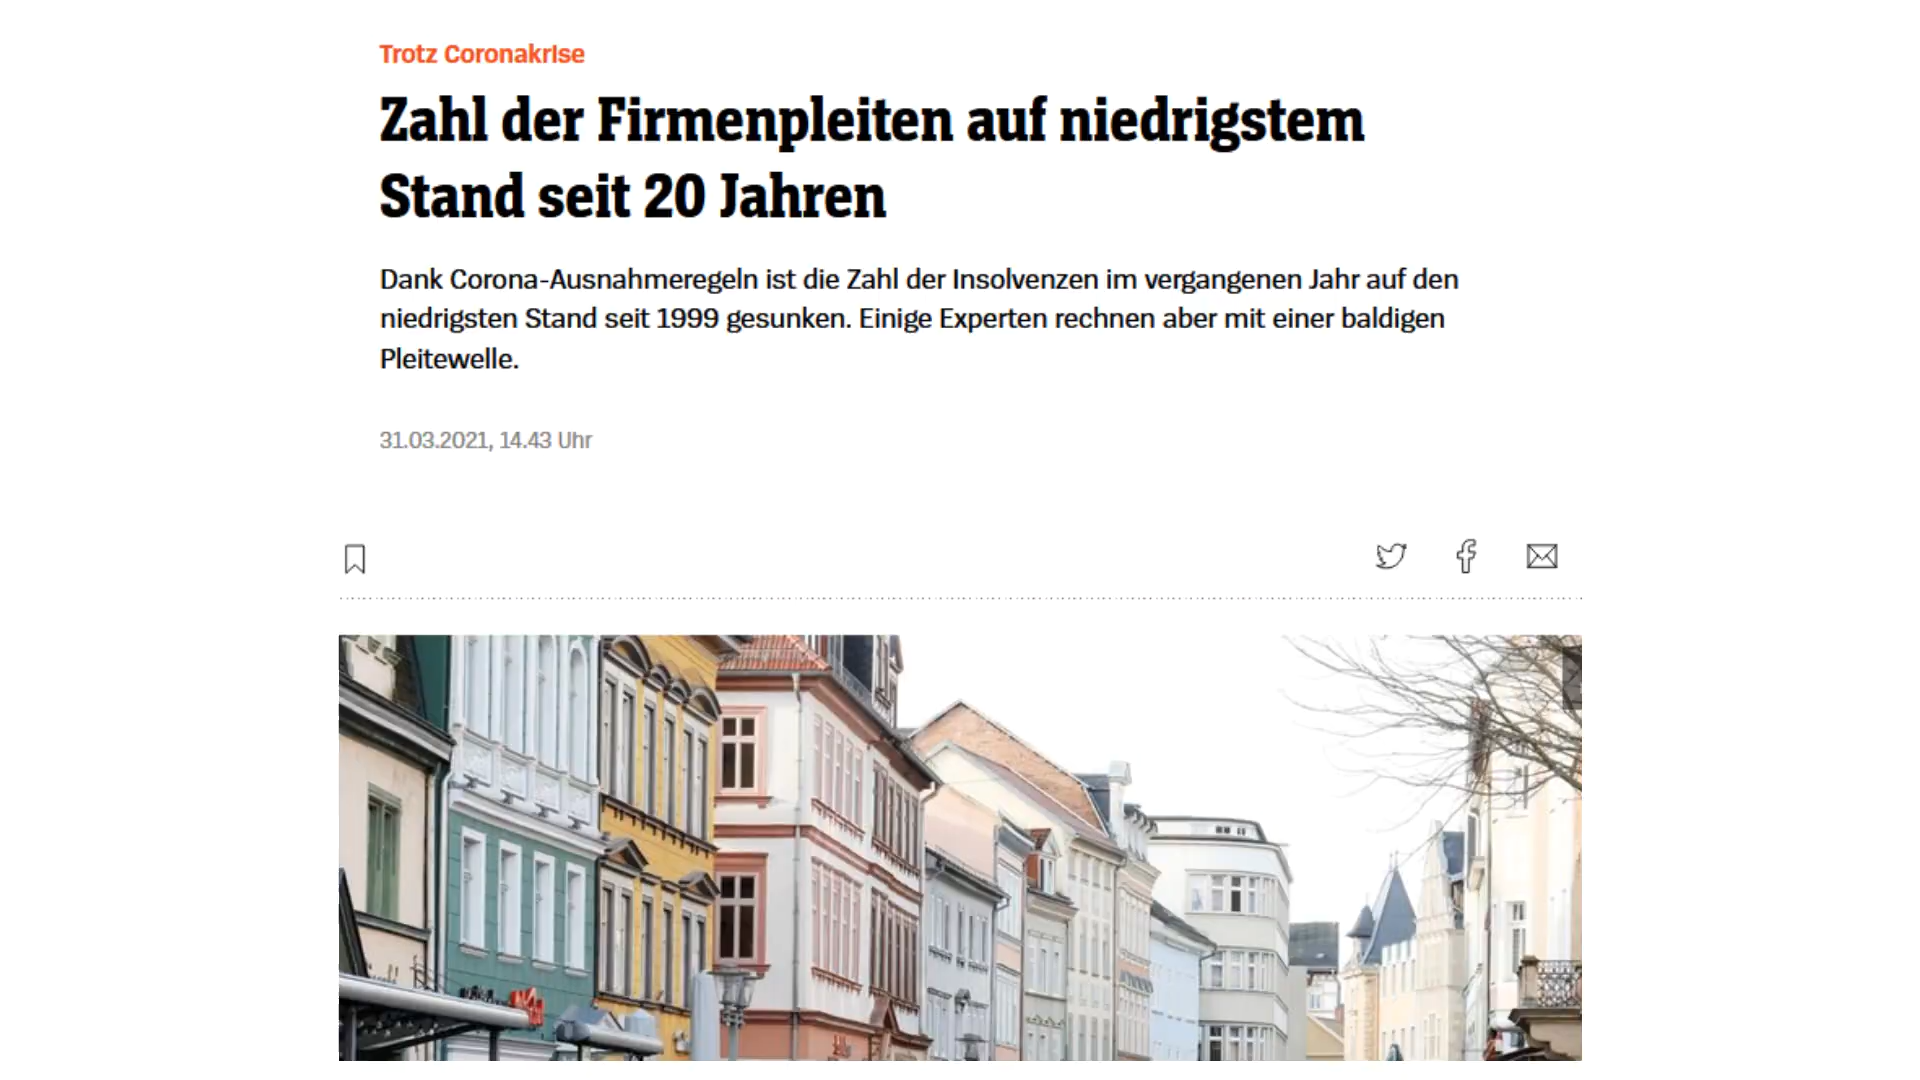 Trotz Coronakrise
Zahl der Firmenpleiten auf niedrigstem
Stand seit 20 Jahren
Dank Corona-Ausnahmeregeln ist die Zahl der Insolvenzen im vergangenen Jahr auf den
niedrigsten Stand seit 1999 gesunken. Einige Experten rechnen aber mit einer baldigen
Pleitewelle.
31.03.2021, 14.43 Uhr